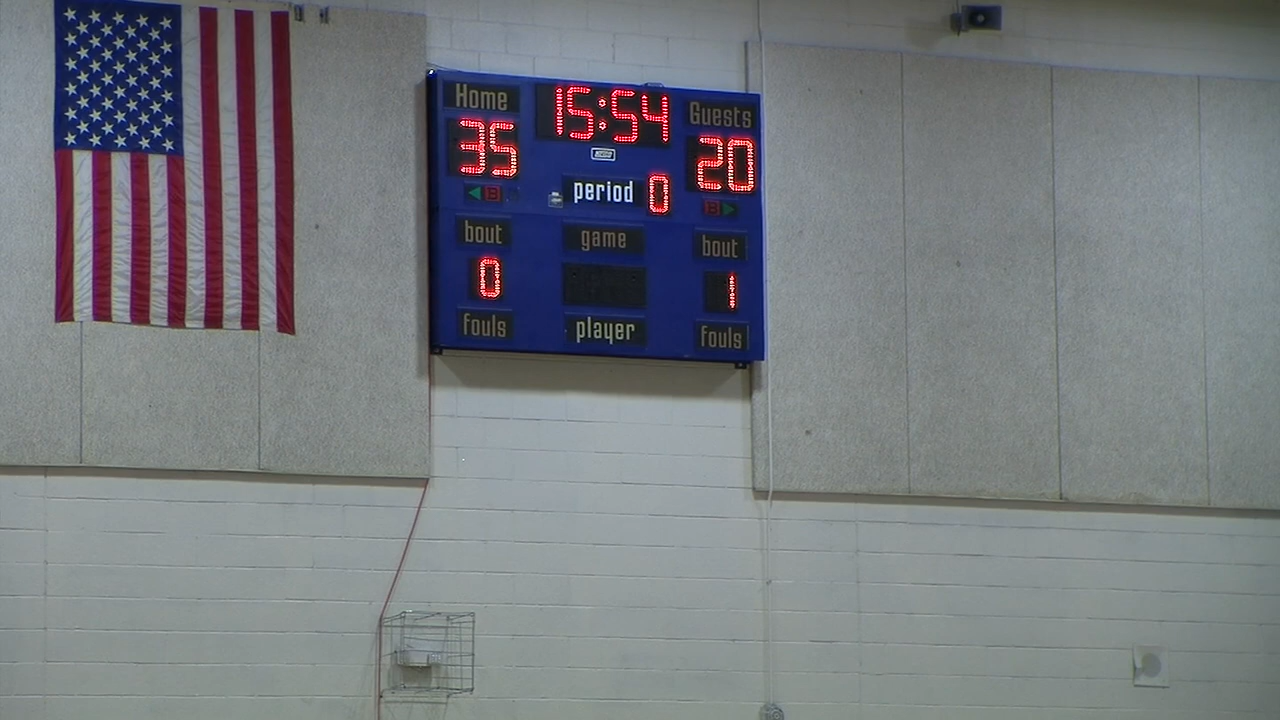 Home 15:54 Guests
35 20
period 0
bout game bout
0 1
fouls player fouls